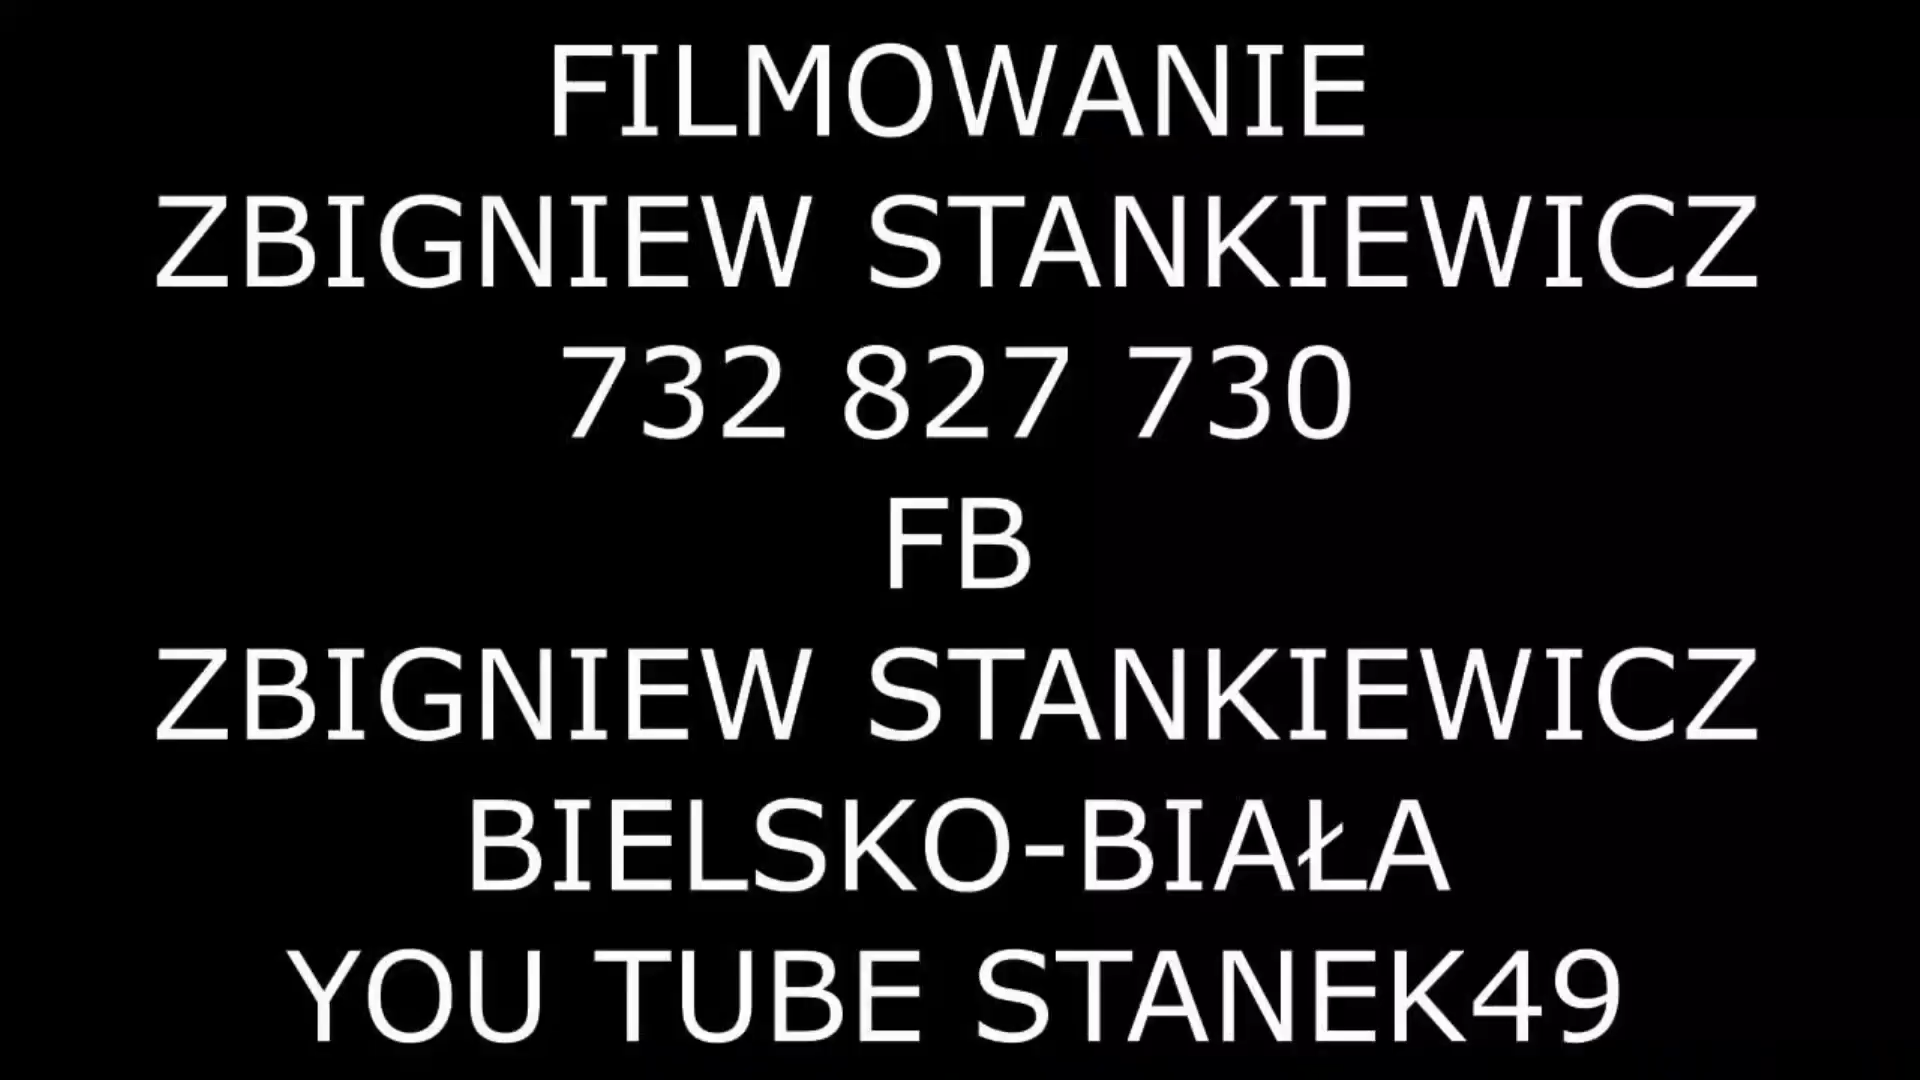 FILMOWANIE
ZBIGNIEW STANKIEWICZ
732 827 730
FB
ZBIGNIEW STANKIEWICZ
BIELSKO-BIAŁA
YOU TUBE STANEK49